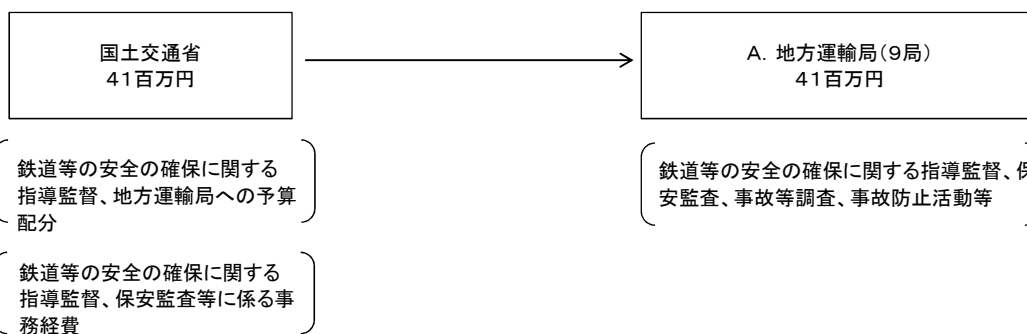 国土交通省
41百万円
A. 地方運輸局(9局)
41百万円
鉄道等の安全の確保に関する
指導監督、地方運輸局への予算
配分
鉄道等の安全の確保に関する指導監督、保
安監査、事故等調査、事故防止活動等
鉄道等の安全の確保に関する
指導監督、保安監査等に係る事
務経費